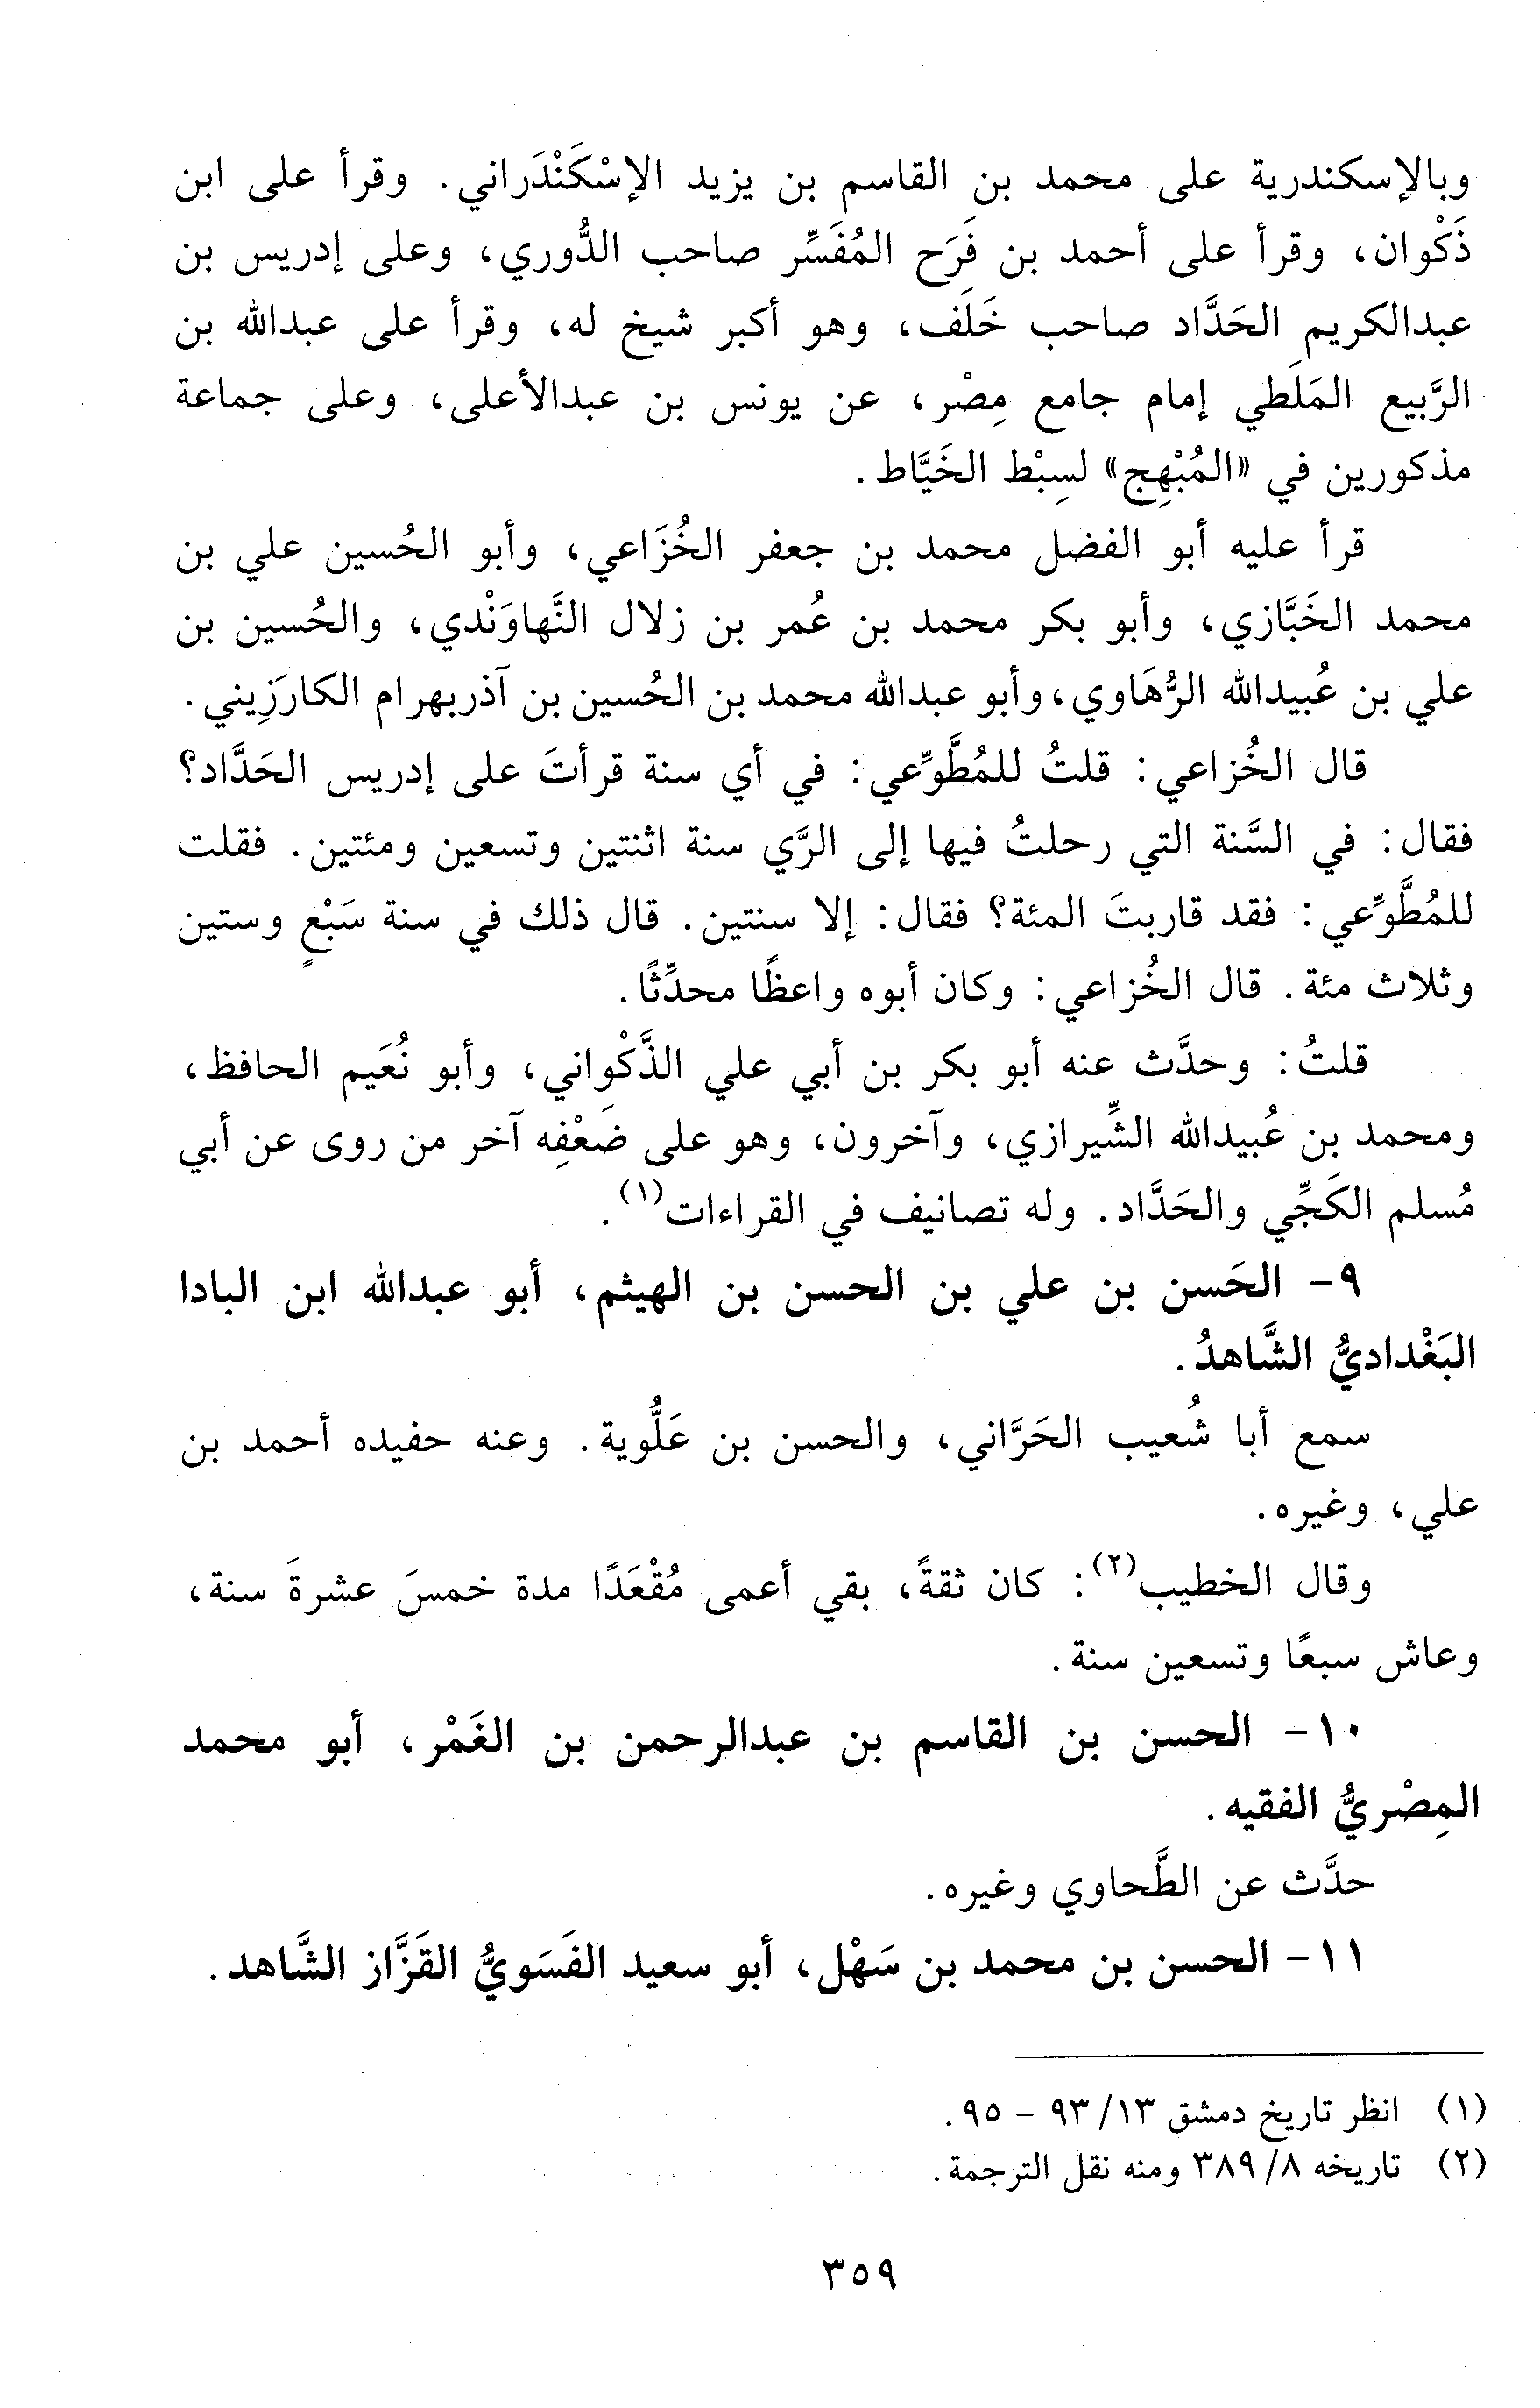 وبالإسكندرية على محمد بن القاسم بن يزيد الإسْكَنْدَراني. وقرأ على ابن
ذَكْوان، وقرأ على أحمد بن فَرَح المُفَسِّر صاحب الدُّوري، وعلى إدريس بن
عبدالكريم الحَدَّاد صاحب خَلَف، وهو أكبر شيخ له، وقرأ على عبدالله بن
الرَّبيع المَلَطي إمام جامع مِصْر، عن يونس بن عبدالأعلى، وعلى جماعة
مذكورين في «المُبْهِج» لسِبْط الخَيَّاط.
قرأ عليه أبو الفضل محمد بن جعفر الخُزَاعي، وأبو الحُسين علي بن
محمد الخَبَّازي، وأبو بكر محمد بن عُمر بن زلال النَّهاوَنْدي، والحُسين بن
علي بن عُبيدالله الرُّهَاوي، وأبو عبدالله محمد بن الحُسين بن آذربهرام الكارَزِيني.
قال الخُزاعي: قلتُ للمُطَّوِّعي: في أي سنة قرأتَ على إدريس الحَدَّاد؟
فقال: في السَّنة التي رحلتُ فيها إلى الرَّي سنة اثنتين وتسعين ومئتين. فقلت
للمُطَّوِّعي: فقد قاربتَ المئة؟ فقال: إلا سنتين. قال ذلك في سنة سَبْعٍ وستين
وثلاث مئة. قال الخُزاعي: وكان أبوه واعظًا محدِّثًا.
قلتُ: وحدَّث عنه أبو بكر بن أبي علي الذَّكْواني، وأبو نُعَيم الحافظ،
ومحمد بن عُبيدالله الشِّيرازي، وآخرون، وهو على ضَعْفِه آخر من روى عن أبي
مُسلم الكَجِّي والحَدَّاد. وله تصانيف في القراءات(١).
٩- الحَسن بن علي بن الحسن بن الهيثم، أبو عبدالله ابن البادا
البَغْداديُّ الشَّاهدُ.
سمع أبا شُعيب الحَرَّاني، والحسن بن عَلُّوية. وعنه حفيده أحمد بن
علي، وغيره.
وقال الخطيب(٢): كان ثقةً، بقي أعمى مُقْعَدًا مدة خمسَ عشرةَ سنة،
وعاش سبعًا وتسعين سنة.
١٠- الحسن بن القاسم بن عبدالرحمن بن الغَمْر، أبو محمد
المِصْريُّ الفقيه.
حدَّث عن الطَّحاوي وغيره.
١١- الحسن بن محمد بن سَهْل، أبو سعيد الفَسَويُّ القَزَّاز الشَّاهد.
(١) انظر تاريخ دمشق ١٣/ ٩٣ - ٩٥.
(٢) تاريخه ٨/ ٣٨٩ ومنه نقل الترجمة.
٣٥٩